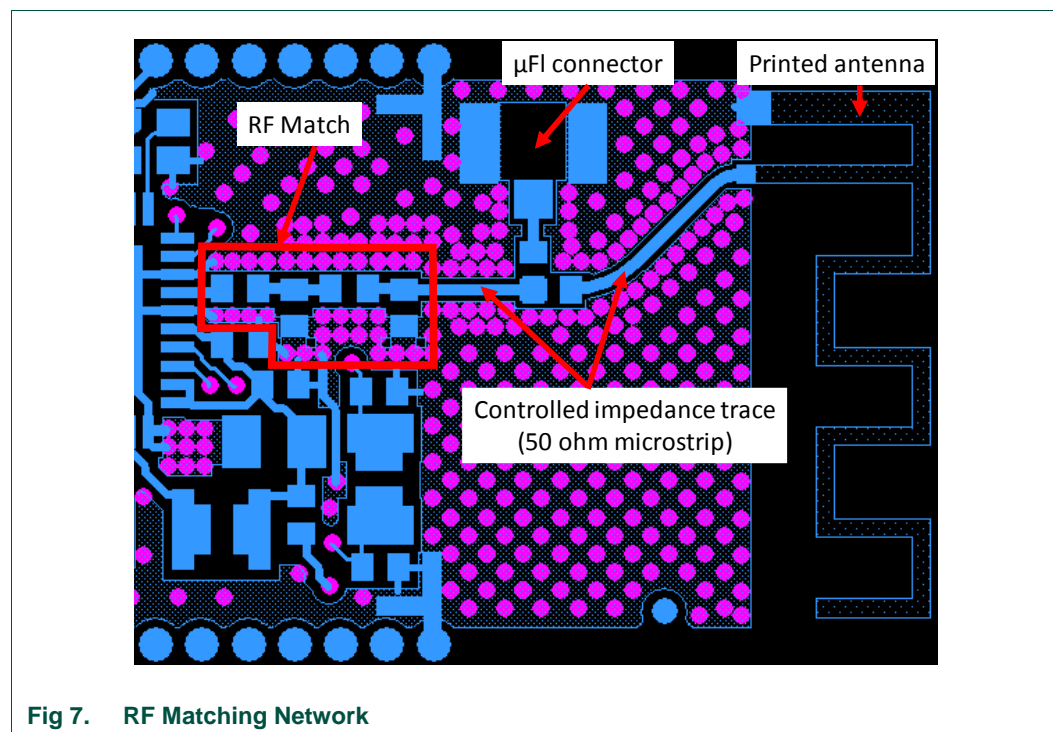 µFl connector
Printed antenna
RF Match
Controlled impedance trace
(50 ohm microstrip)
Fig 7. RF Matching Network